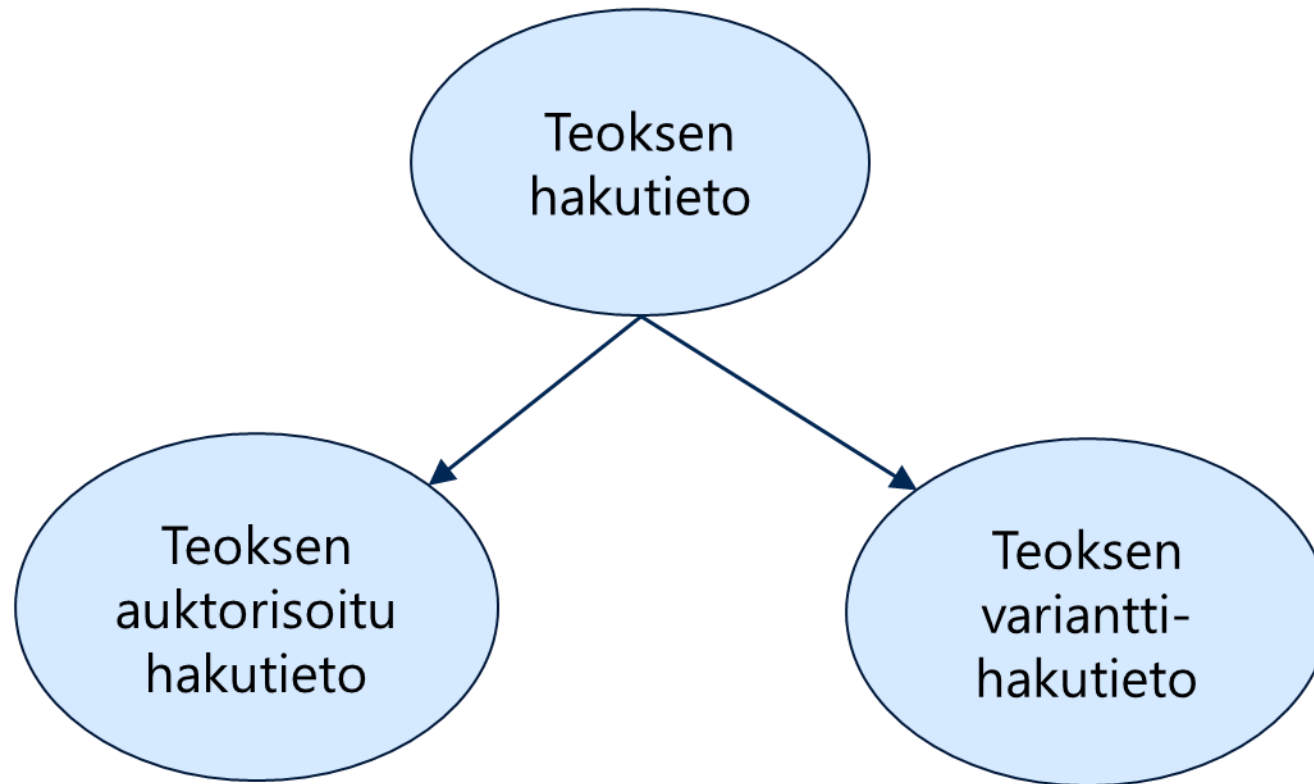 Teoksen
hakutieto
Teoksen
auktorisoitu
hakutieto
Teoksen
variantti-
hakutieto